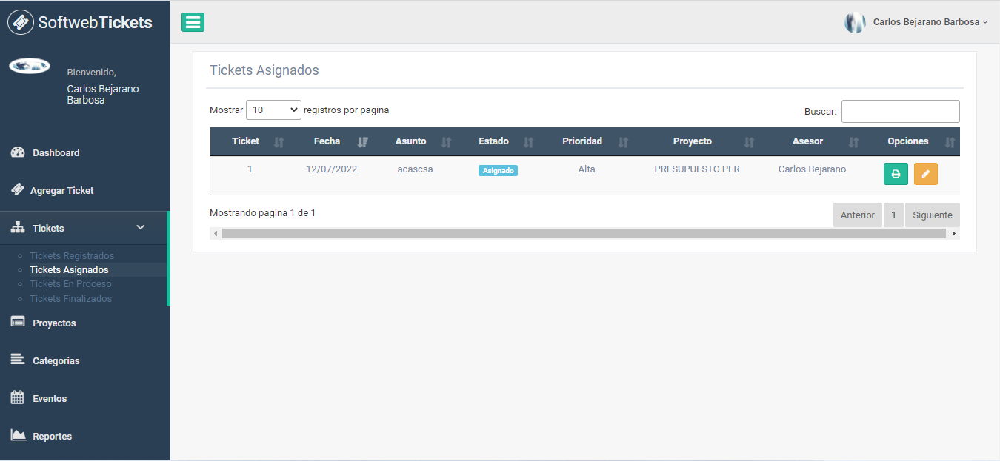 SoftwebTickets
Carlos Bejarano Barbosa
Bienvenido,
Carlos Bejarano
Barbosa
Dashboard
Agregar Ticket
Tickets
Tickets Registrados
Tickets Asignados
Tickets En Proceso
Tickets Finalizados
Proyectos
Categorias
Eventos
Reportes
Tickets Asignados
Mostrar 10 registros por pagina
Buscar:
Ticket Fecha Asunto Estado Prioridad Proyecto Asesor Opciones
1 12/07/2022 acascsa Asignado Alta PRESUPUESTO PER Carlos Bejarano
Mostrando pagina 1 de 1
Anterior 1 Siguiente